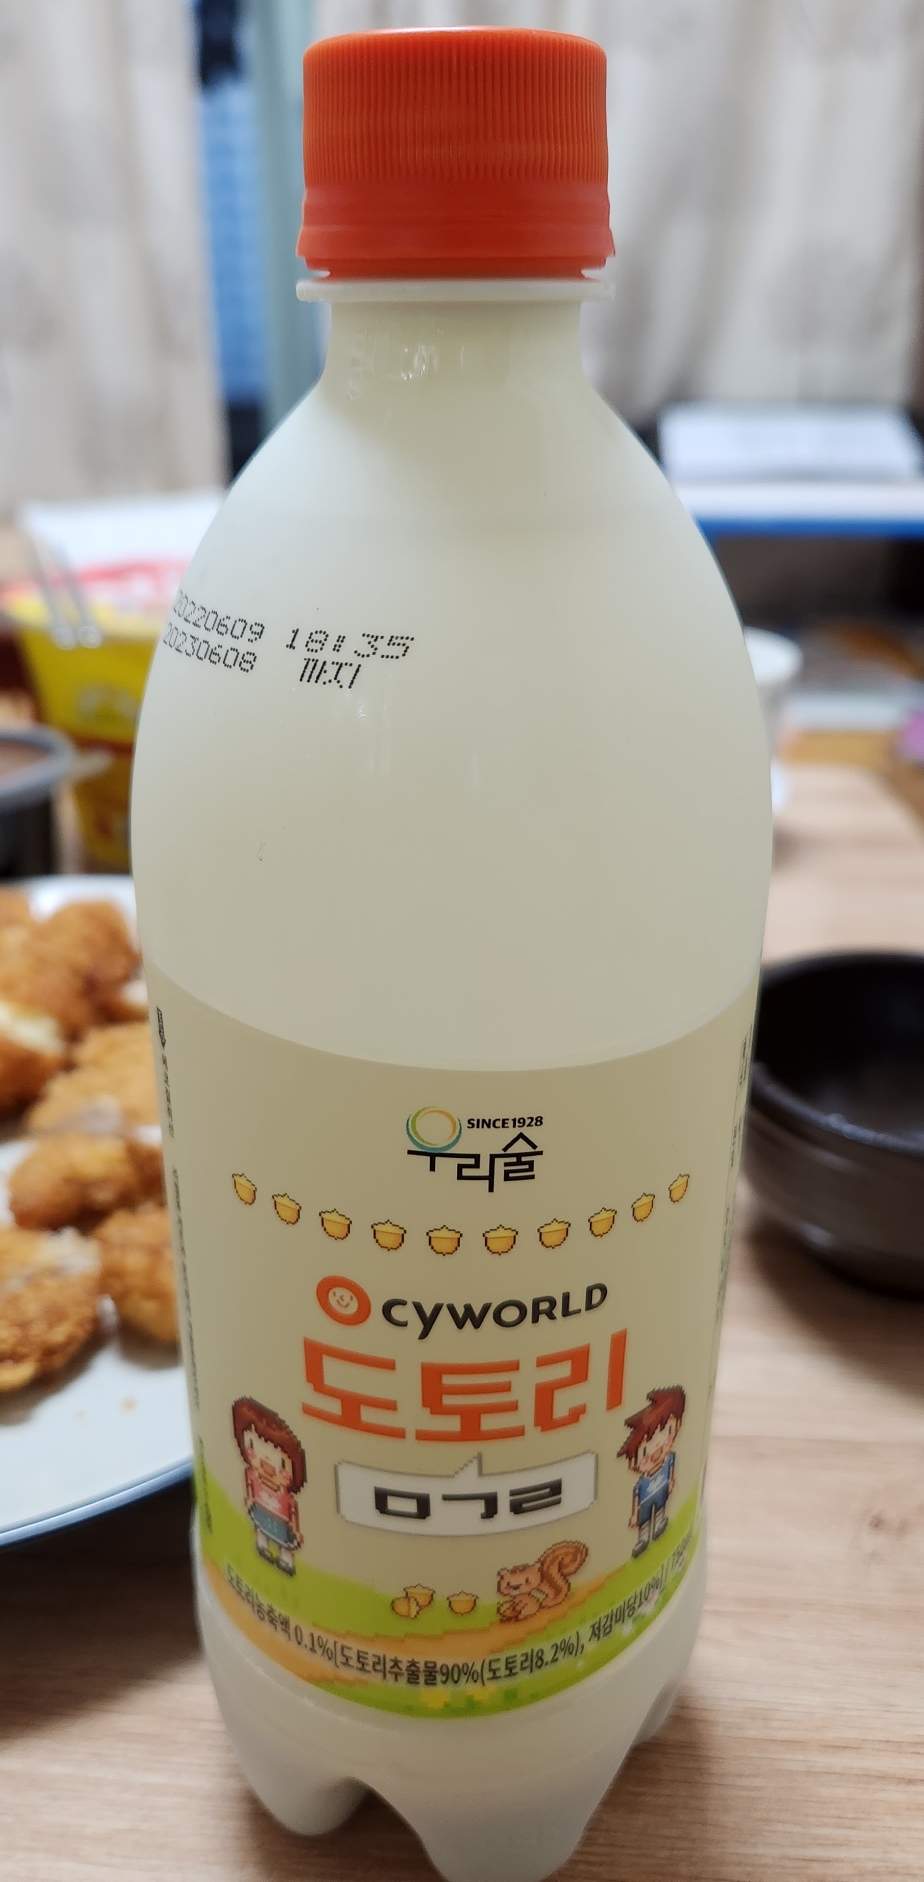 20220609 18:35
20230608 까지
SINCE1928
우리술
CYWORLD
도토리
ㅁㄱㄹ
도토리농축액 0.1%[도토리추출물90%(도토리8.2%), 저감미당10%]